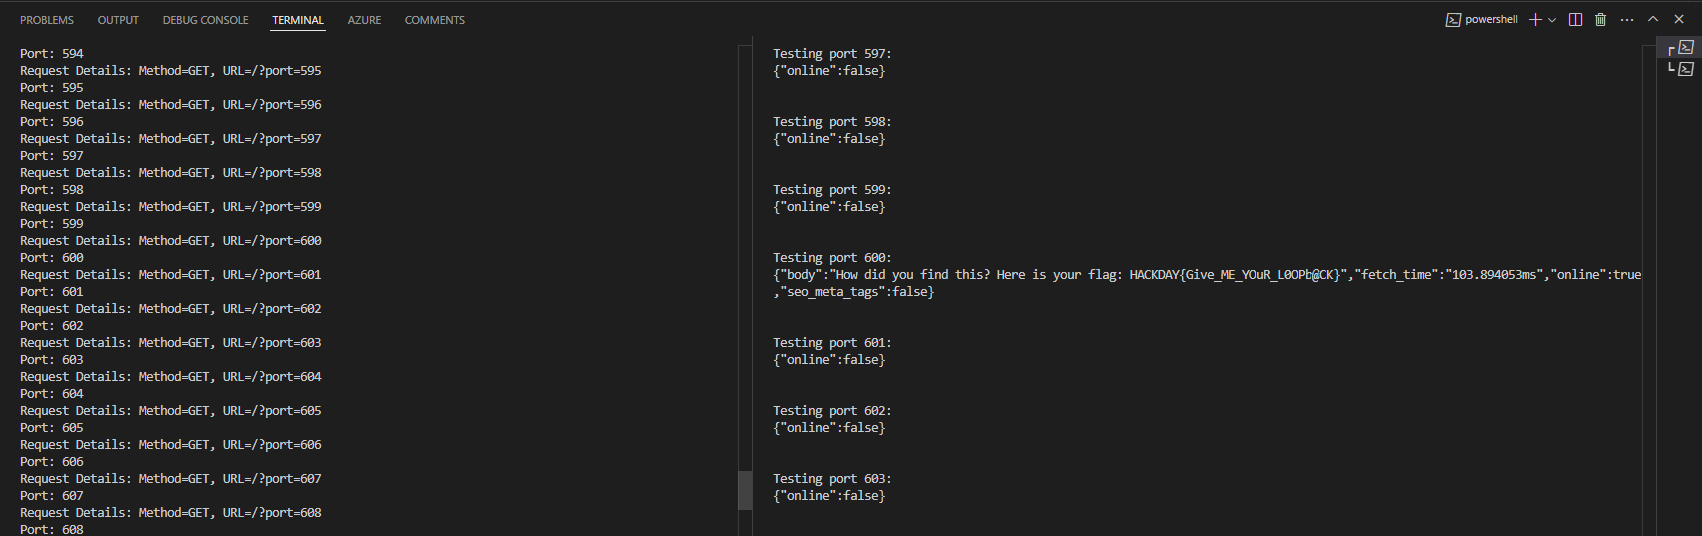 PROBLEMS OUTPUT DEBUG CONSOLE TERMINAL AZURE COMMENTS powershell
Port: 594
Request Details: Method=GET, URL=/?port=595
Port: 595
Request Details: Method=GET, URL=/?port=596
Port: 596
Request Details: Method=GET, URL=/?port=597
Port: 597
Request Details: Method=GET, URL=/?port=598
Port: 598
Request Details: Method=GET, URL=/?port=599
Port: 599
Request Details: Method=GET, URL=/?port=600
Port: 600
Request Details: Method=GET, URL=/?port=601
Port: 601
Request Details: Method=GET, URL=/?port=602
Port: 602
Request Details: Method=GET, URL=/?port=603
Port: 603
Request Details: Method=GET, URL=/?port=604
Port: 604
Request Details: Method=GET, URL=/?port=605
Port: 605
Request Details: Method=GET, URL=/?port=606
Port: 606
Request Details: Method=GET, URL=/?port=607
Port: 607
Request Details: Method=GET, URL=/?port=608
Port: 608
Testing port 597:
{"online":false}
Testing port 598:
{"online":false}
Testing port 599:
{"online":false}
Testing port 600:
{"body":"How did you find this? Here is your flag: HACKDAY{Give_ME_YOuR_L0OPb@CK}","fetch_time":"103.894053ms","online":true
,"seo_meta_tags":false}
Testing port 601:
{"online":false}
Testing port 602:
{"online":false}
Testing port 603:
{"online":false}